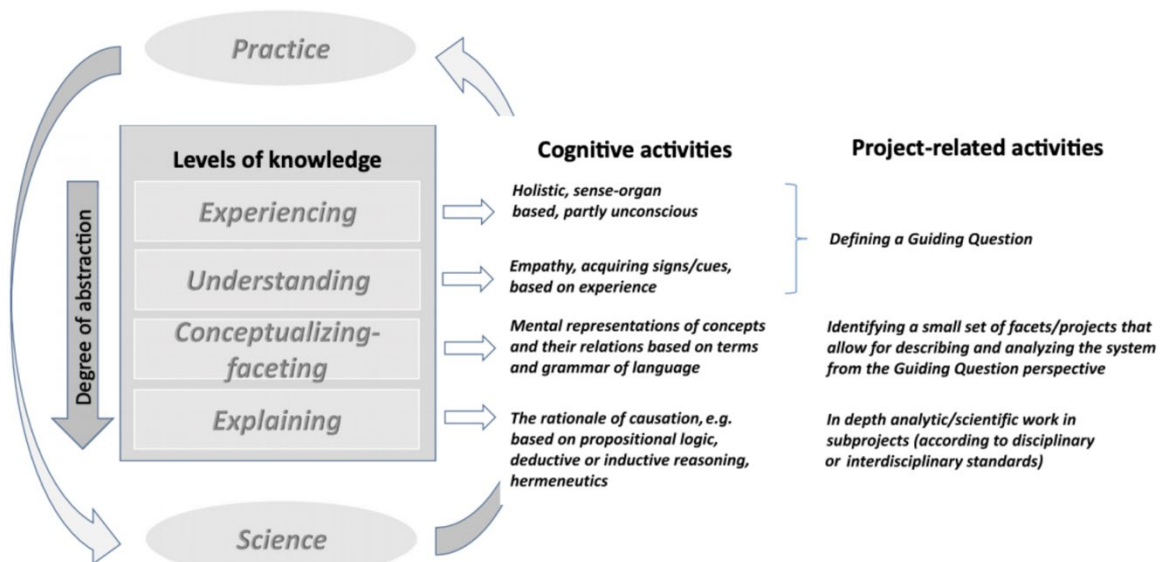 Practice
Levels of knowledge
Cognitive activities
Project-related activities
Degree of abstraction
Experiencing
Holistic, sense-organ
based, partly unconscious
Defining a Guiding Question
Understanding
Empathy, acquiring signs/cues,
based on experience
Conceptualizing-
faceting
Mental representations of concepts
and their relations based on terms
and grammar of language
Identifying a small set of facets/projects that
allow for describing and analyzing the system
from the Guiding Question perspective
Explaining
The rationale of causation, e.g.
based on propositional logic,
deductive or inductive reasoning,
hermeneutics
In depth analytic/scientific work in
subprojects (according to disciplinary
or interdisciplinary standards)
Science